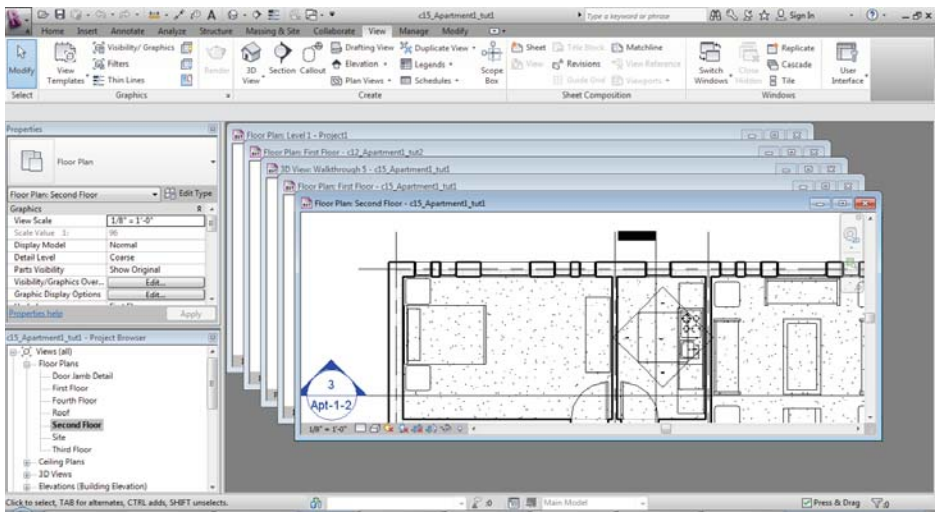 c15_Apartment1_tut1
Type a keyword or phrase
Sign In
Home Insert Annotate Analyze Structure Massing & Site Collaborate View Manage Modify
Modify
View Templates
Visibility/ Graphics
Filters
Thin Lines
Render
3D View
Section
Callout
Drafting View
Elevation
Plan Views
Duplicate View
Legends
Schedules
Scope Box
Sheet
View
Title Block
Revisions
Guide Grid
Matchline
View Reference
Viewports
Switch Windows
Close Hidden
Replicate
Cascade
Tile
User Interface
Select Graphics Create Sheet Composition Windows
Properties
Floor Plan
Floor Plan: Second Floor
Edit Type
Graphics
View Scale 1/8" = 1'-0"
Scale Value 1: 96
Display Model Normal
Detail Level Coarse
Parts Visibility Show Original
Visibility/Graphics Over... Edit...
Graphic Display Options Edit...
Properties help
Apply
c15_Apartment1_tut1 - Project Browser
Views (all)
Floor Plans
Door Jamb Detail
First Floor
Fourth Floor
Roof
Second Floor
Site
Third Floor
Ceiling Plans
3D Views
Elevations (Building Elevation)
Floor Plan: Level 1 - Project1
Floor Plan: First Floor - c12_Apartment1_tut2
3D View: Walkthrough 5 - c15_Apartment1_tut1
Floor Plan: First Floor - c15_Apartment1_tut1
Floor Plan: Second Floor - c15_Apartment1_tut1
3
Apt-1-2
1/8" = 1'-0"
Click to select, TAB for alternates, CTRL adds, SHIFT unselects.
:0
Main Model
Press & Drag
:0